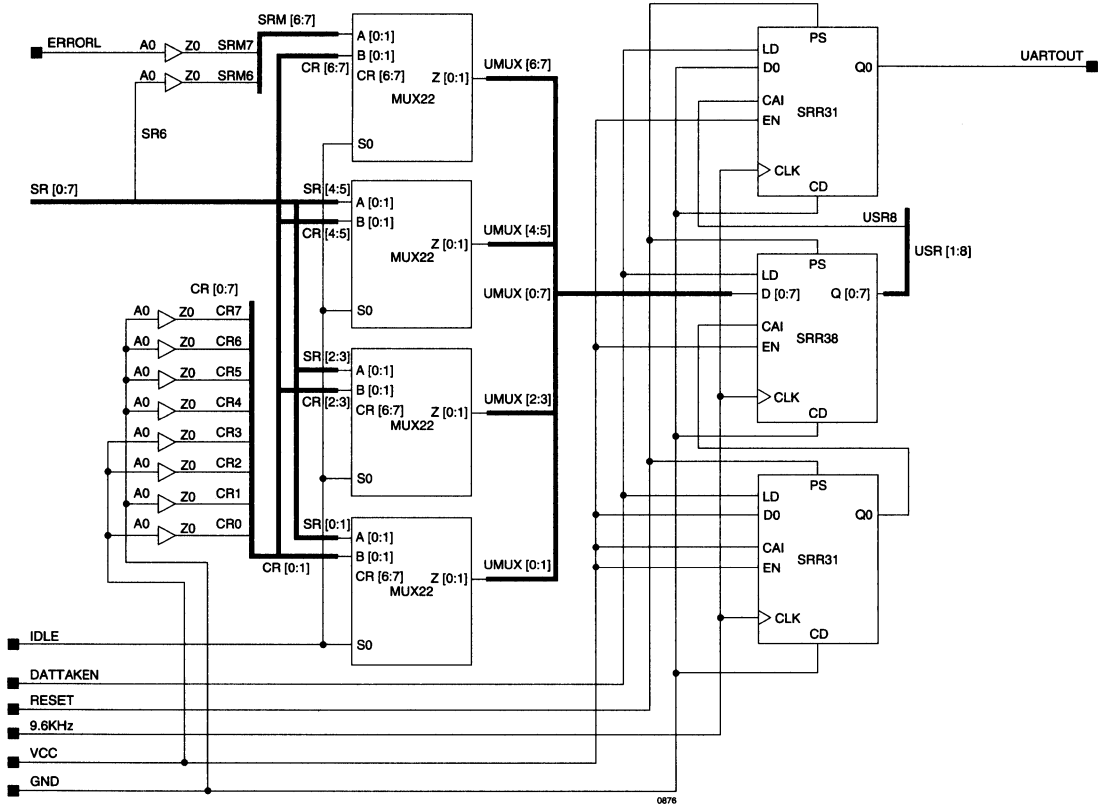 ERRORL
A0 Z0 SRM7
A0 Z0 SRM6
SR6
SRM [6:7]
CR [6:7]
A [0:1]
B [0:1]
CR [6:7]
Z [0:1]
MUX22
S0
UMUX [6:7]
SR [0:7]
SR [4:5]
CR [4:5]
A [0:1]
B [0:1]
Z [0:1]
MUX22
S0
UMUX [4:5]
UMUX [0:7]
CR [0:7]
A0 Z0 CR7
A0 Z0 CR6
A0 Z0 CR5
A0 Z0 CR4
A0 Z0 CR3
A0 Z0 CR2
A0 Z0 CR1
A0 Z0 CR0
SR [2:3]
CR [2:3]
A [0:1]
B [0:1]
CR [6:7]
Z [0:1]
MUX22
S0
UMUX [2:3]
SR [0:1]
CR [0:1]
A [0:1]
B [0:1]
CR [6:7]
Z [0:1]
MUX22
S0
UMUX [0:1]
PS
LD
D0
Q0
CAI
SRR31
EN
CLK
CD
UARTOUT
USR8
USR [1:8]
PS
LD
D [0:7]
Q [0:7]
CAI
SRR38
EN
CLK
CD
PS
LD
D0
Q0
CAI
SRR31
EN
CLK
CD
IDLE
DATTAKEN
RESET
9.6KHz
VCC
GND
0876